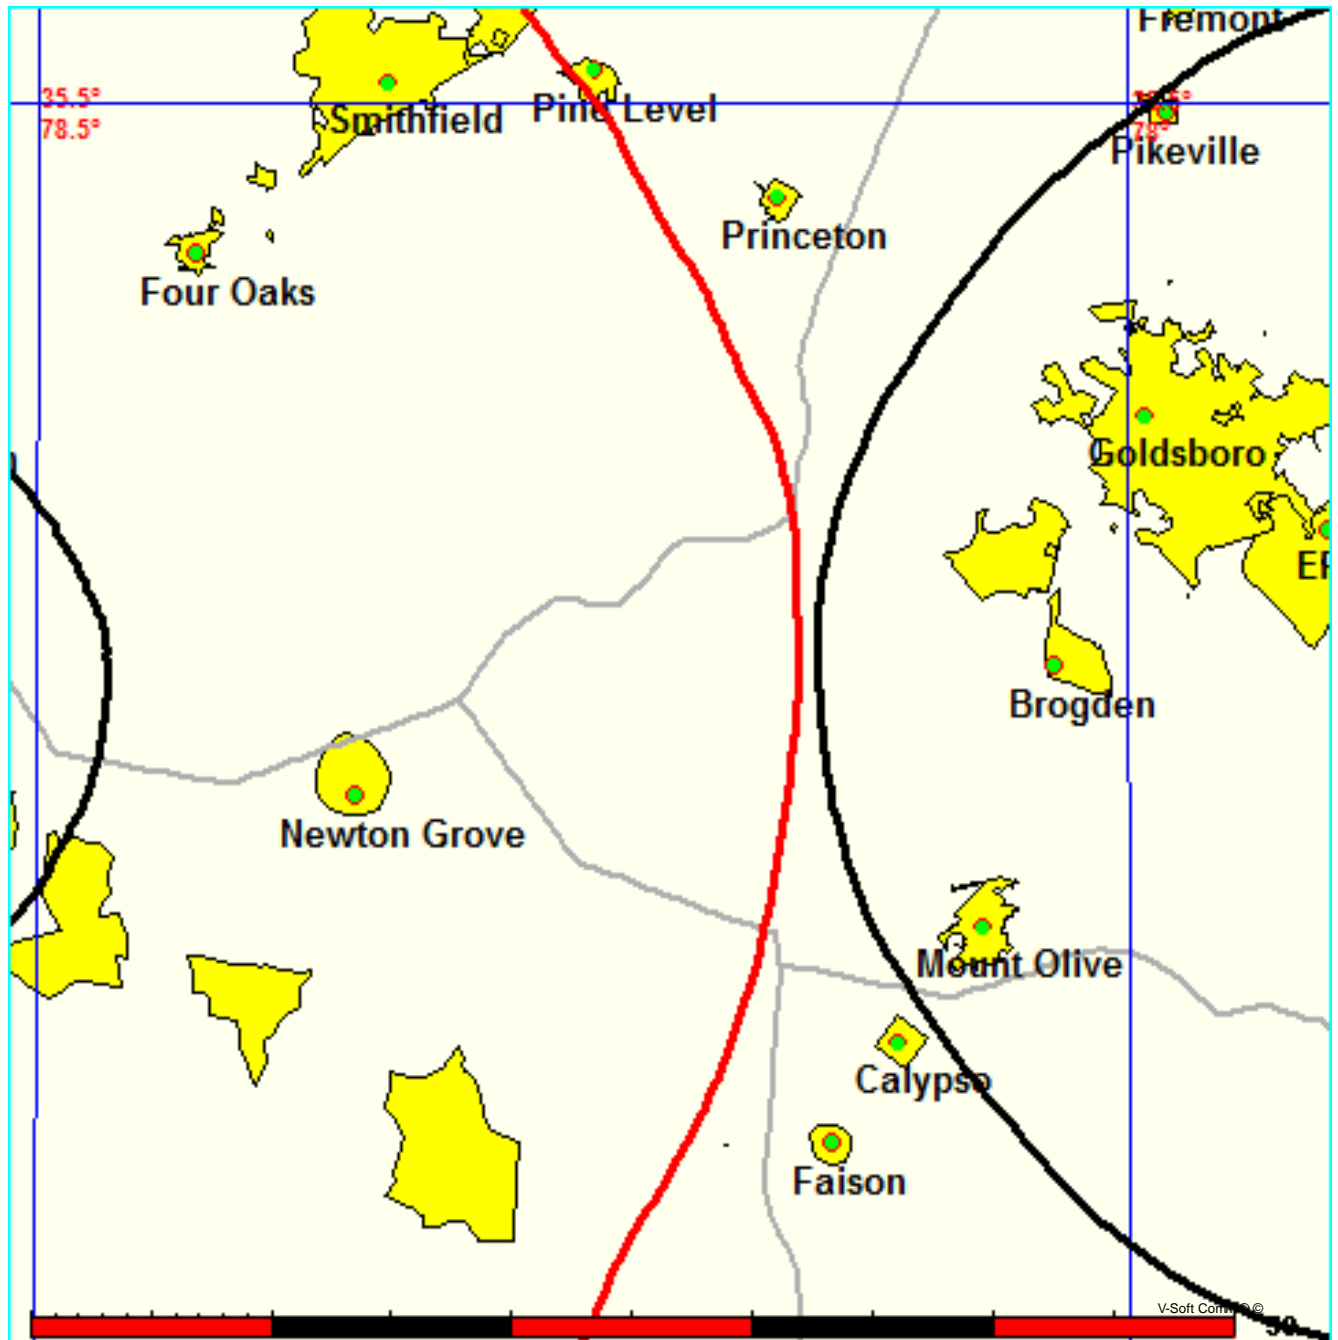 Fremont
35.5°
78.5°
Smithfield
Pine Level
78°
Pikeville
Princeton
Four Oaks
Goldsboro
Brogden
Newton Grove
Mount Olive
Calypso
Faison
V-Soft Comm